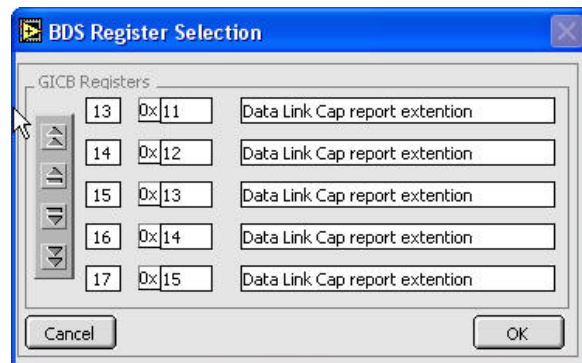 BDS Register Selection
GICB Registers
13 0x 11 Data Link Cap report extention
14 0x 12 Data Link Cap report extention
15 0x 13 Data Link Cap report extention
16 0x 14 Data Link Cap report extention
17 0x 15 Data Link Cap report extention
Cancel OK